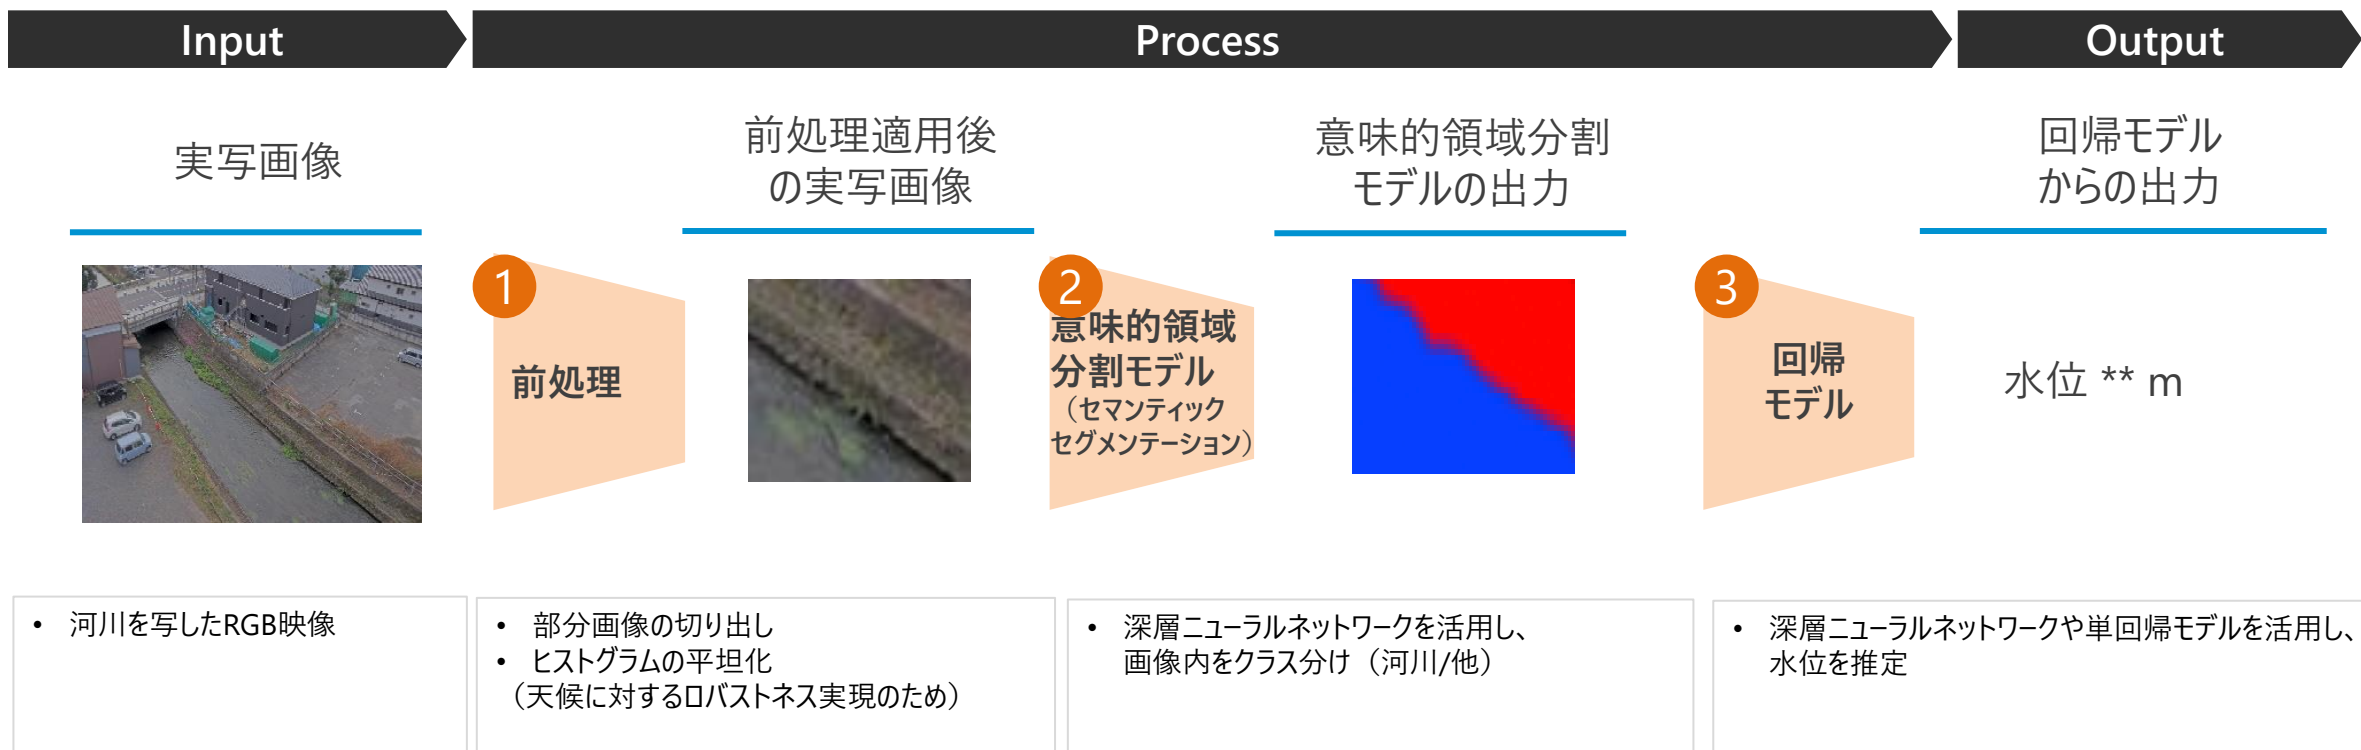 Input
Process
Output
実写画像
前処理適用後
の実写画像
意味的領域分割
モデルの出力
回帰モデル
からの出力
1
前処理
2
意味的領域
分割モデル
（セマンティック
セグメンテーション）
3
回帰
モデル
水位 ** m
• 河川を写したRGB映像
• 部分画像の切り出し
• ヒストグラムの平坦化
（天候に対するロバストネス実現のため）
• 深層ニューラルネットワークを活用し、
画像内をクラス分け（河川/他）
• 深層ニューラルネットワークや単回帰モデルを活用し、
水位を推定